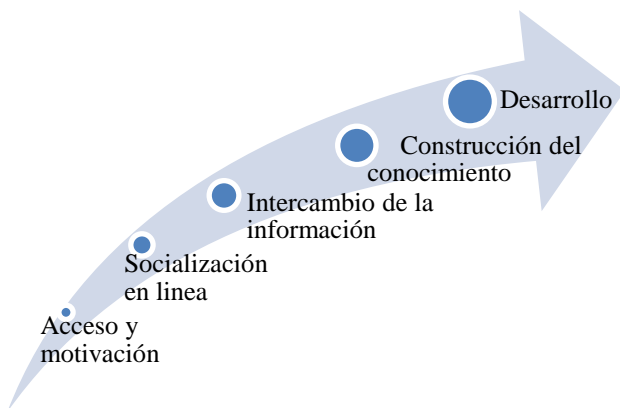 Desarrollo
Construcción del
conocimiento
Intercambio de la
información
Socialización
en linea
Acceso y
motivación